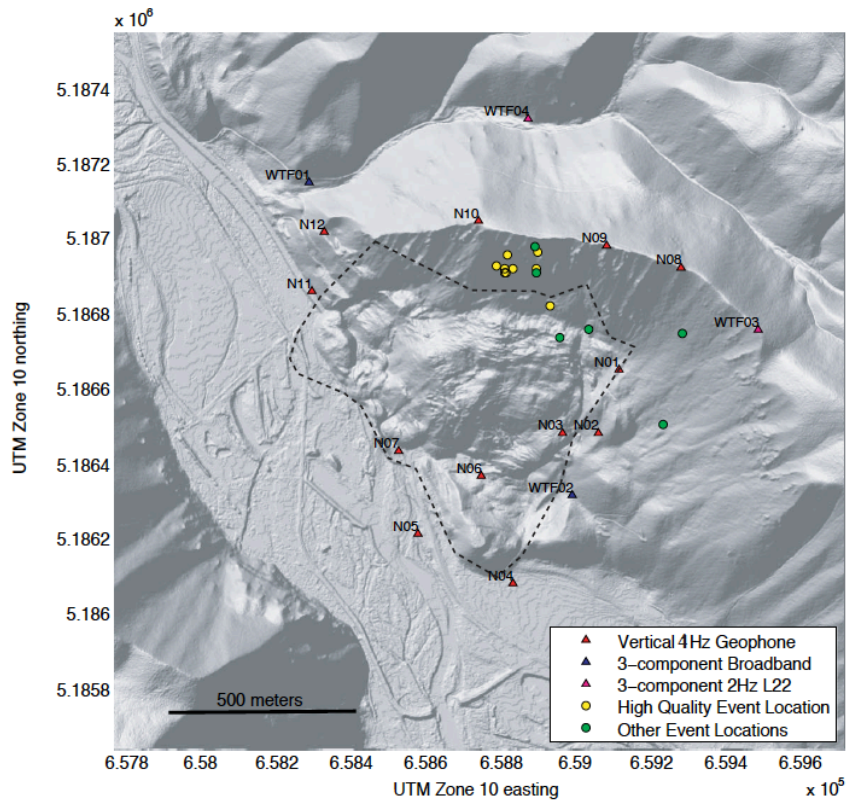 x 10⁶
5.1874
5.1872
5.187
5.1868
5.1866
5.1864
5.1862
5.186
5.1858
UTM Zone 10 northing
WTF04
WTF01
N10
N12
N09
N08
N11
WTF03
N01
N03 N02
N07
N06
WTF02
N05
N04
500 meters
Vertical 4Hz Geophone
3-component Broadband
3-component 2Hz L22
High Quality Event Location
Other Event Locations
6.578 6.58 6.582 6.584 6.586 6.588 6.59 6.592 6.594 6.596
UTM Zone 10 easting
x 10⁵